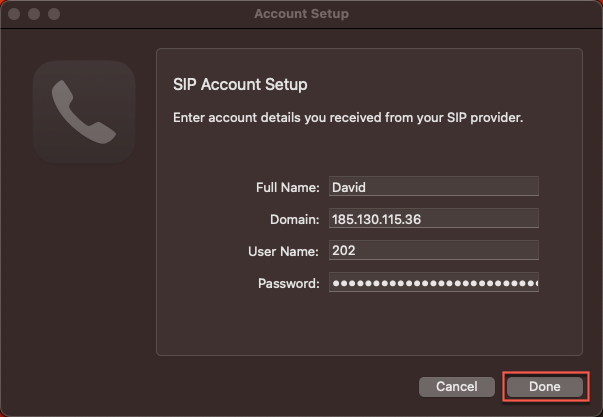 Account Setup
SIP Account Setup
Enter account details you received from your SIP provider.
Full Name: David
Domain: 185.130.115.36
User Name: 202
Password: ●●●●●●●●●●●●●●●●●●●●●●●●●●
Cancel Done